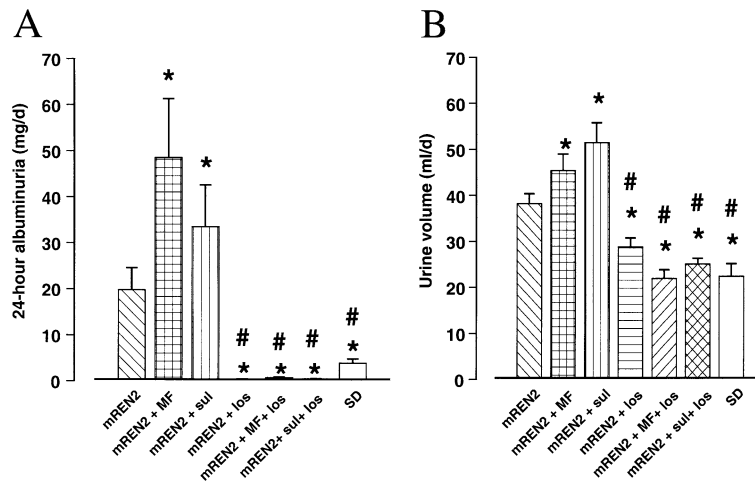 A
24-hour albuminuria (mg/d)
70
60
50
40
30
20
10
0
*
*
#
*
#
*
#
*
#
*
mREN2
mREN2 + MF
mREN2 + sul
mREN2 + los
mREN2 + MF+ los
mREN2+ sul+ los
SD
B
Urine volume (ml/d)
70
60
50
40
30
20
10
0
*
*
#
*
#
*
#
*
#
*
mREN2
mREN2 + MF
mREN2 + sul
mREN2 + los
mREN2 + MF+ los
mREN2 + sul+ los
SD